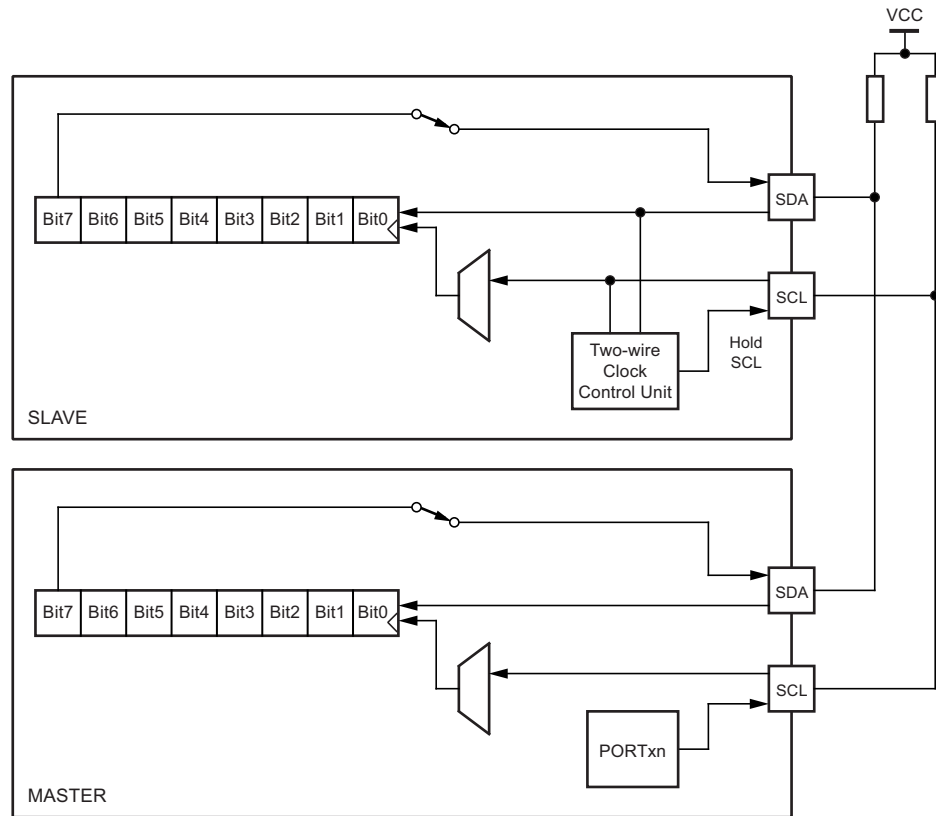 VCC
SDA
Bit7 Bit6 Bit5 Bit4 Bit3 Bit2 Bit1 Bit0
SCL
Two-wire
Clock
Control Unit
Hold
SCL
SLAVE
SDA
Bit7 Bit6 Bit5 Bit4 Bit3 Bit2 Bit1 Bit0
SCL
PORTxn
MASTER